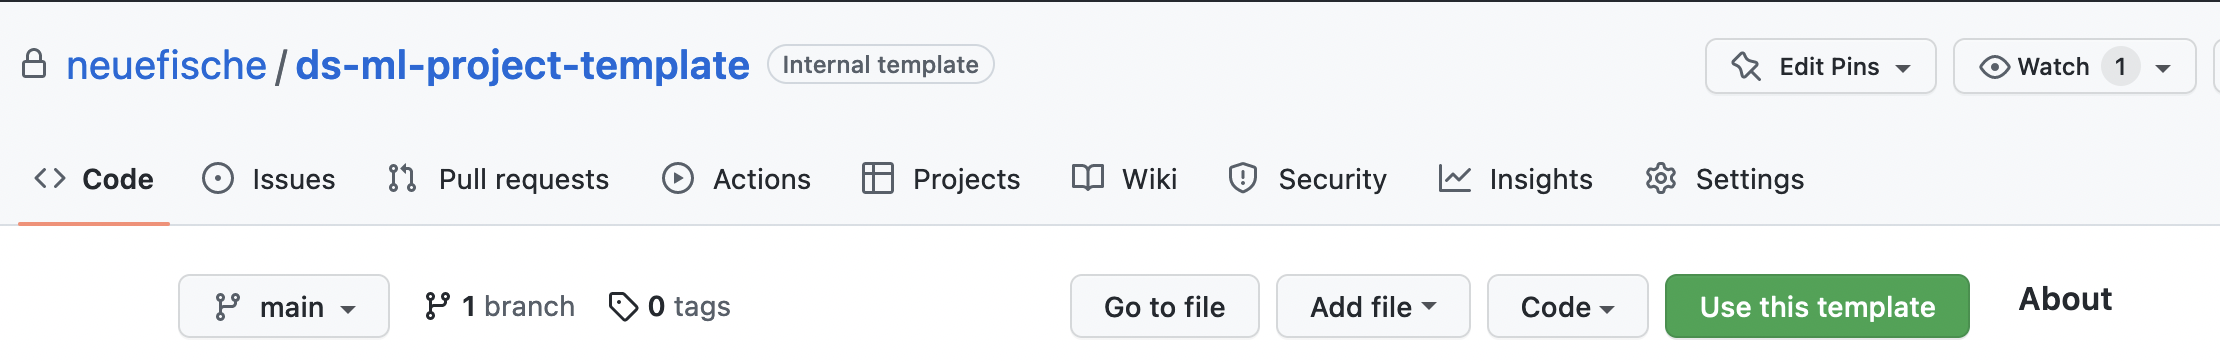 neuefische / ds-ml-project-template Internal template Edit Pins Watch 1
Code Issues Pull requests Actions Projects Wiki Security Insights Settings
main 1 branch 0 tags Go to file Add file Code Use this template About